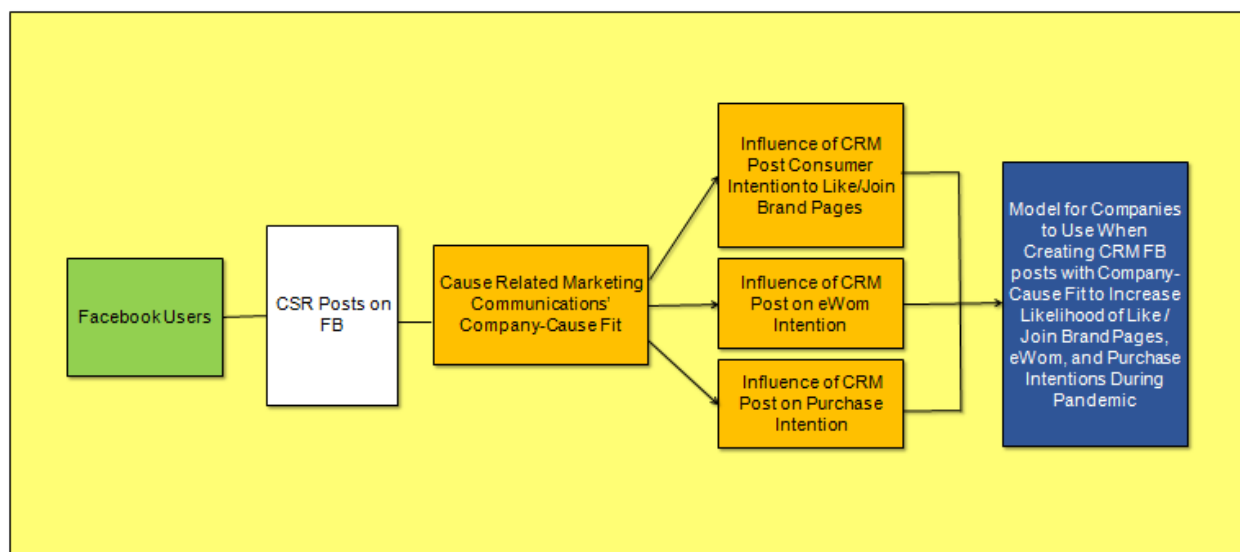 Facebook Users
CSR Posts on
FB
Cause Related Marketing
Communications'
Company-Cause Fit
Influence of CRM
Post Consumer
Intention to Like/Join
Brand Pages
Influence of CRM
Post on eWom
Intention
Influence of CRM
Post on Purchase
Intention
Model for Companies
to Use When
Creating CRM FB
posts with Company-
Cause Fit to Increase
Likelihood of Like /
Join Brand Pages,
eWom, and Purchase
Intentions During
Pandemic